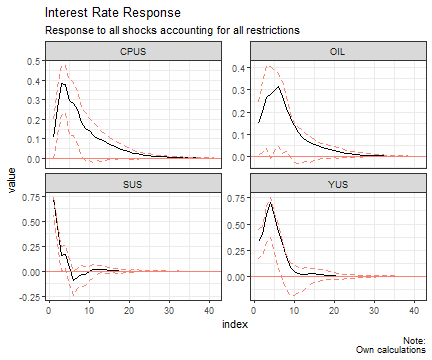 Interest Rate Response
Response to all shocks accounting for all restrictions
CPUS
OIL
0.5
0.4
0.3
0.2
0.1
0.0
0.4
0.3
0.2
0.1
0.0
SUS
YUS
0.75
0.50
0.25
0.00
-0.25
0.75
0.50
0.25
0.00
0 10 20 30 40
0 10 20 30 40
value
index
Note:
Own calculations